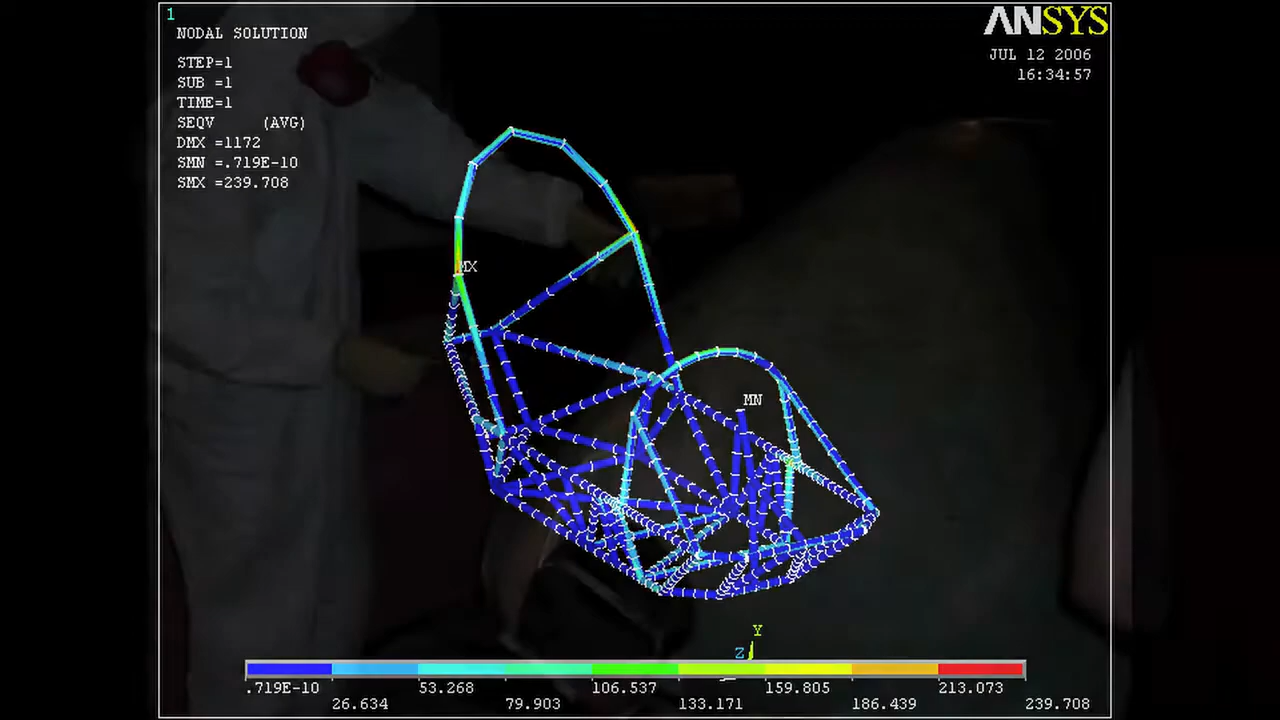 1
NODAL SOLUTION
STEP=1
SUB =1
TIME=1
SEQV (AVG)
DMX =1172
SMN =.719E-10
SMX =239.708
ANSYS
JUL 12 2006
16:34:57
MX
MN
Y
Z
.719E-10 53.268 106.537 159.805 213.073
26.634 79.903 133.171 186.439 239.708